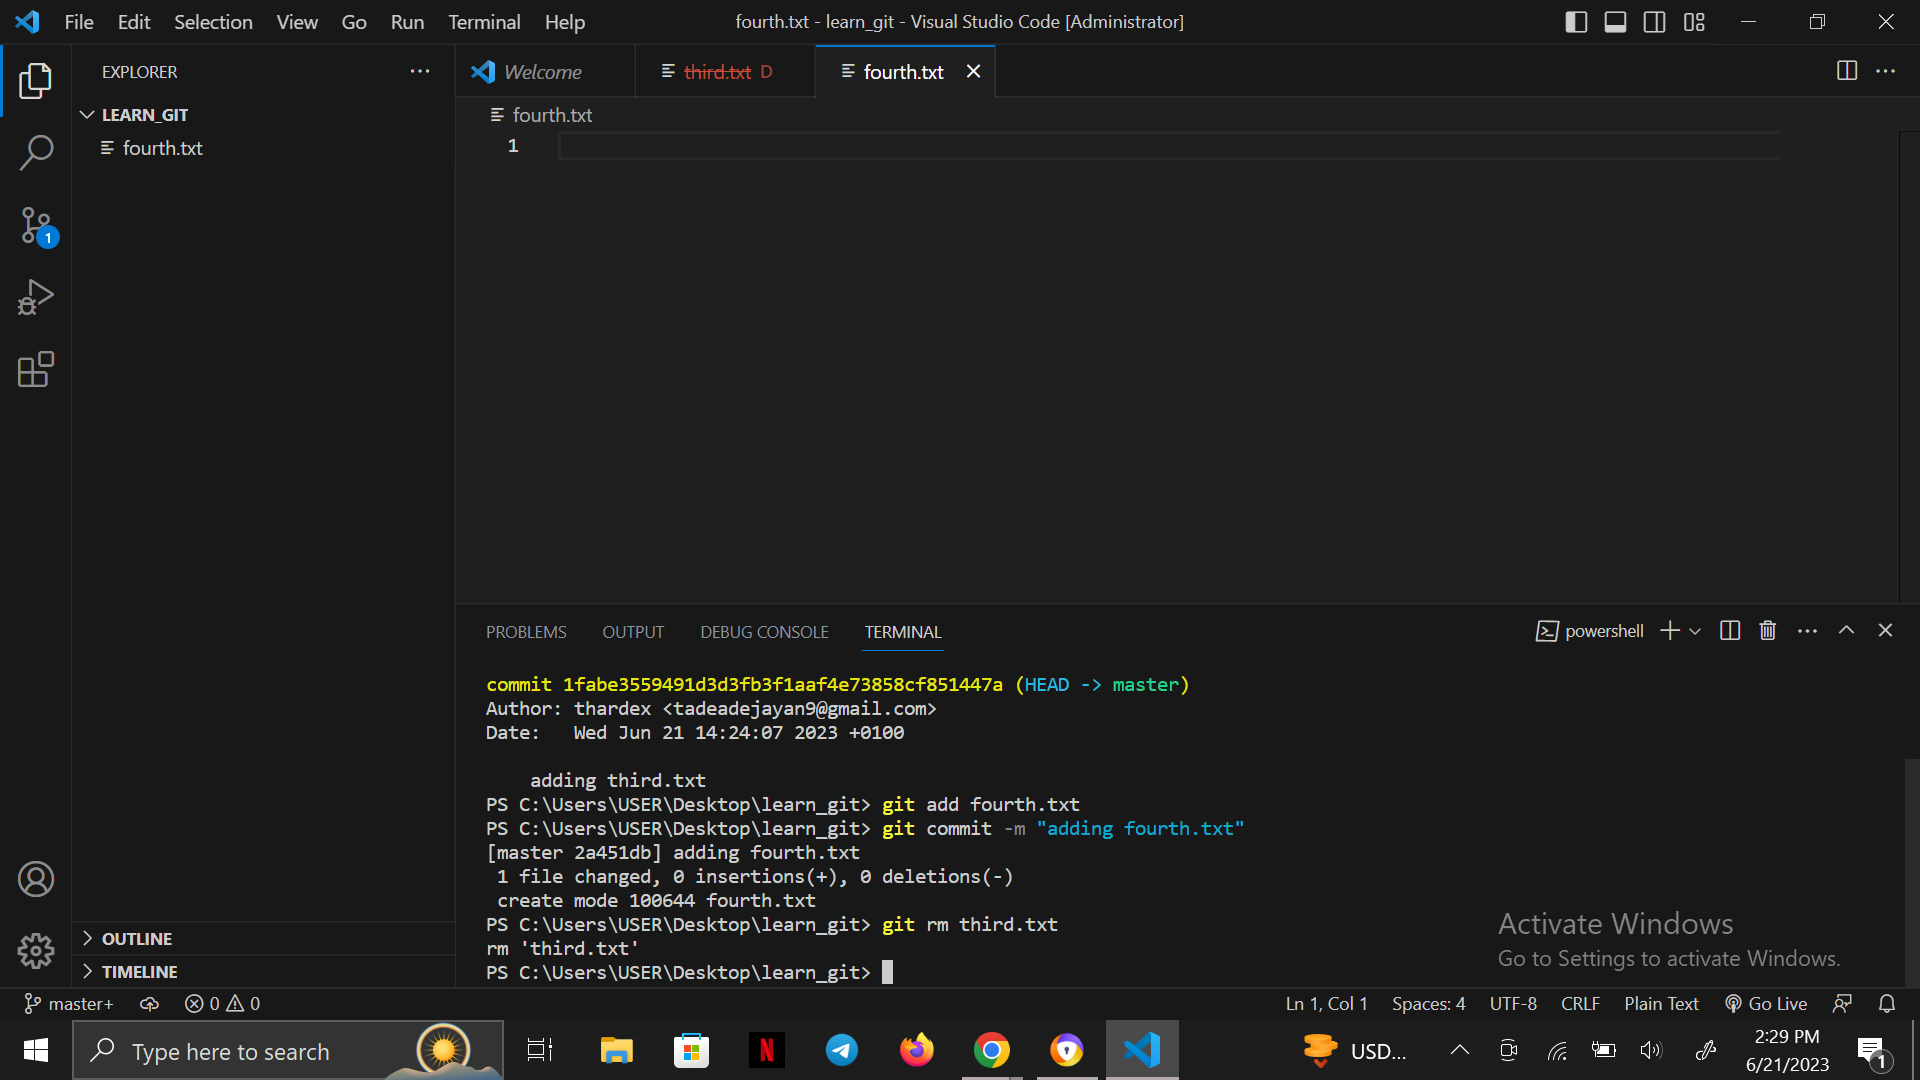 File Edit Selection View Go Run Terminal Help
fourth.txt - learn_git - Visual Studio Code [Administrator]
EXPLORER
Welcome
third.txt D
fourth.txt
LEARN_GIT
fourth.txt
fourth.txt
1
1
PROBLEMS OUTPUT DEBUG CONSOLE TERMINAL
powershell
commit 1fabe3559491d3d3fb3f1aaf4e73858cf851447a (HEAD -> master)
Author: thardex <tadeadejayan9@gmail.com>
Date:   Wed Jun 21 14:24:07 2023 +0100
    adding third.txt
PS C:\Users\USER\Desktop\learn_git> git add fourth.txt
PS C:\Users\USER\Desktop\learn_git> git commit -m "adding fourth.txt"
[master 2a451db] adding fourth.txt
 1 file changed, 0 insertions(+), 0 deletions(-)
 create mode 100644 fourth.txt
PS C:\Users\USER\Desktop\learn_git> git rm third.txt
rm 'third.txt'
PS C:\Users\USER\Desktop\learn_git>
Activate Windows
Go to Settings to activate Windows.
OUTLINE
TIMELINE
master+ 0 0
Ln 1, Col 1 Spaces: 4 UTF-8 CRLF Plain Text Go Live
Type here to search
N
USD...
2:29 PM
6/21/2023
1